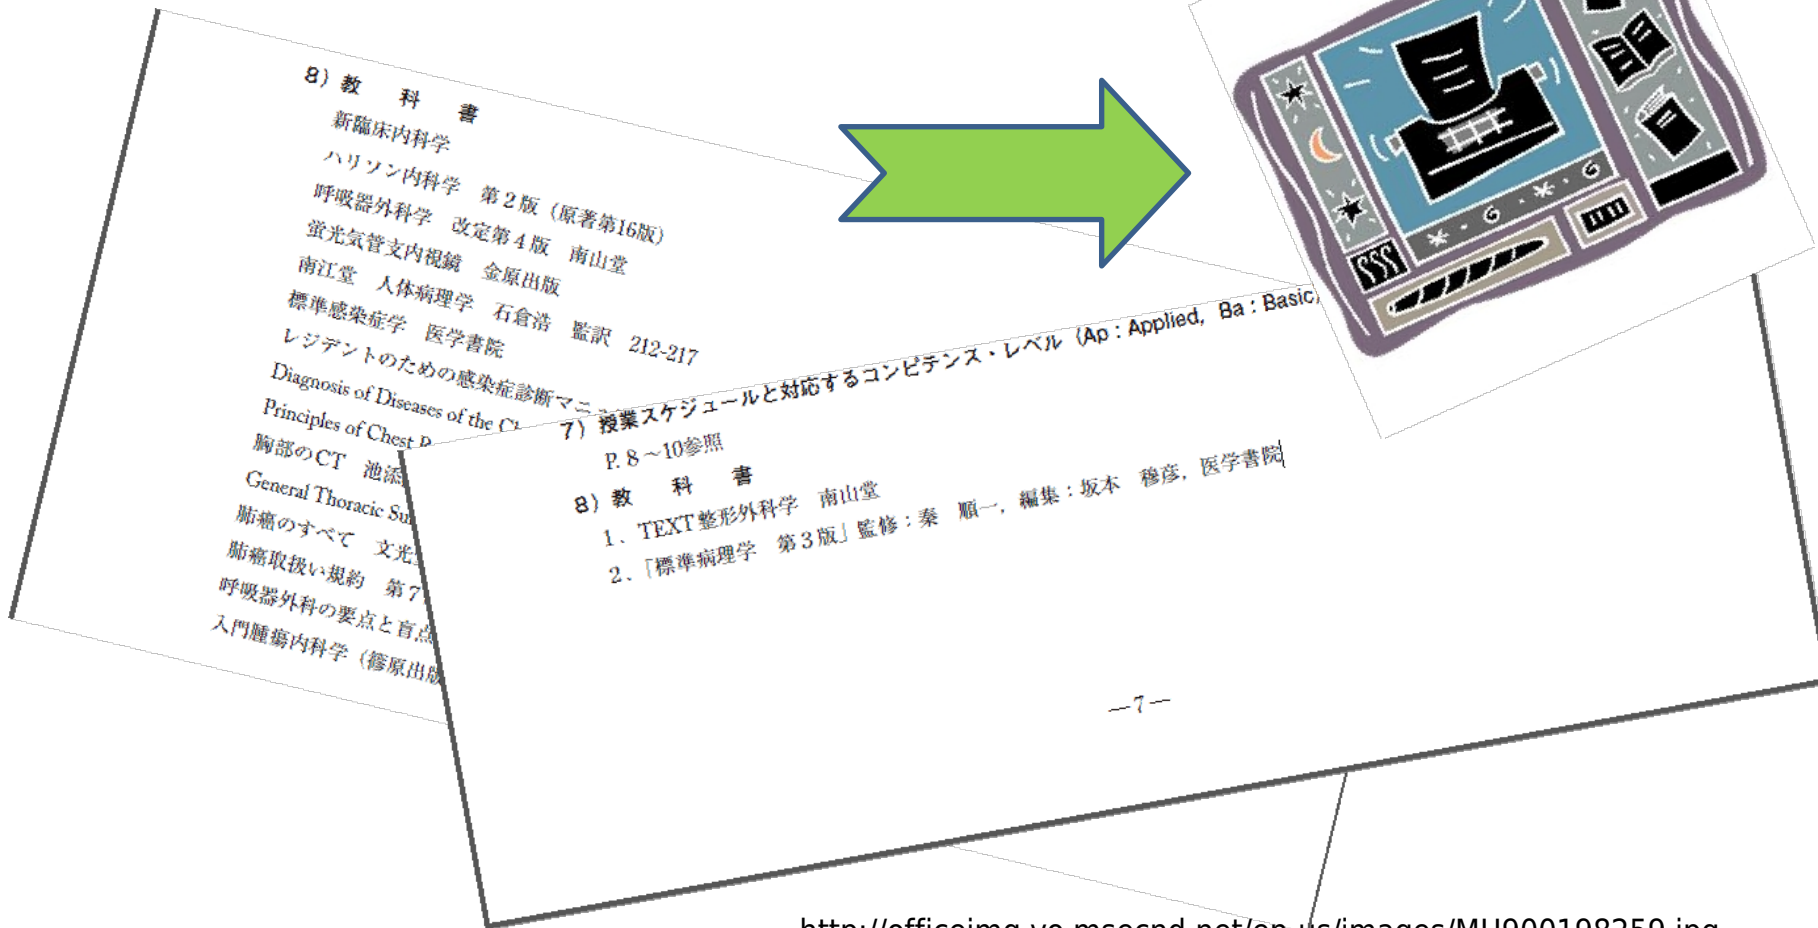 8）教　科　書
新臨床内科学
ハリソン内科学　第２版（原著第16版）
呼吸器外科学　改定第４版　南山堂
蛍光気管支内視鏡　金原出版
南江堂　人体病理学　石倉浩　監訳　212-217
標準感染症学　医学書院
レジデントのための感染症診断マニ
Diagnosis of Diseases of the
Principles of Chest
胸部のCT　池添
General Thoracic
肺癌のすべて　文光
肺癌取扱い規約　第７
呼吸器外科の要点と盲点
入門腫瘍内科学（篠原出版
7）授業スケジュールと対応するコンピテンス・レベル（Ap：Applied, Ba：Basic,
P. 8～10参照
8）教　科　書
1．TEXT整形外科学　南山堂
2．「標準病理学　第３版」監修：秦　順一，編集：坂本　穆彦，医学書院
―7―